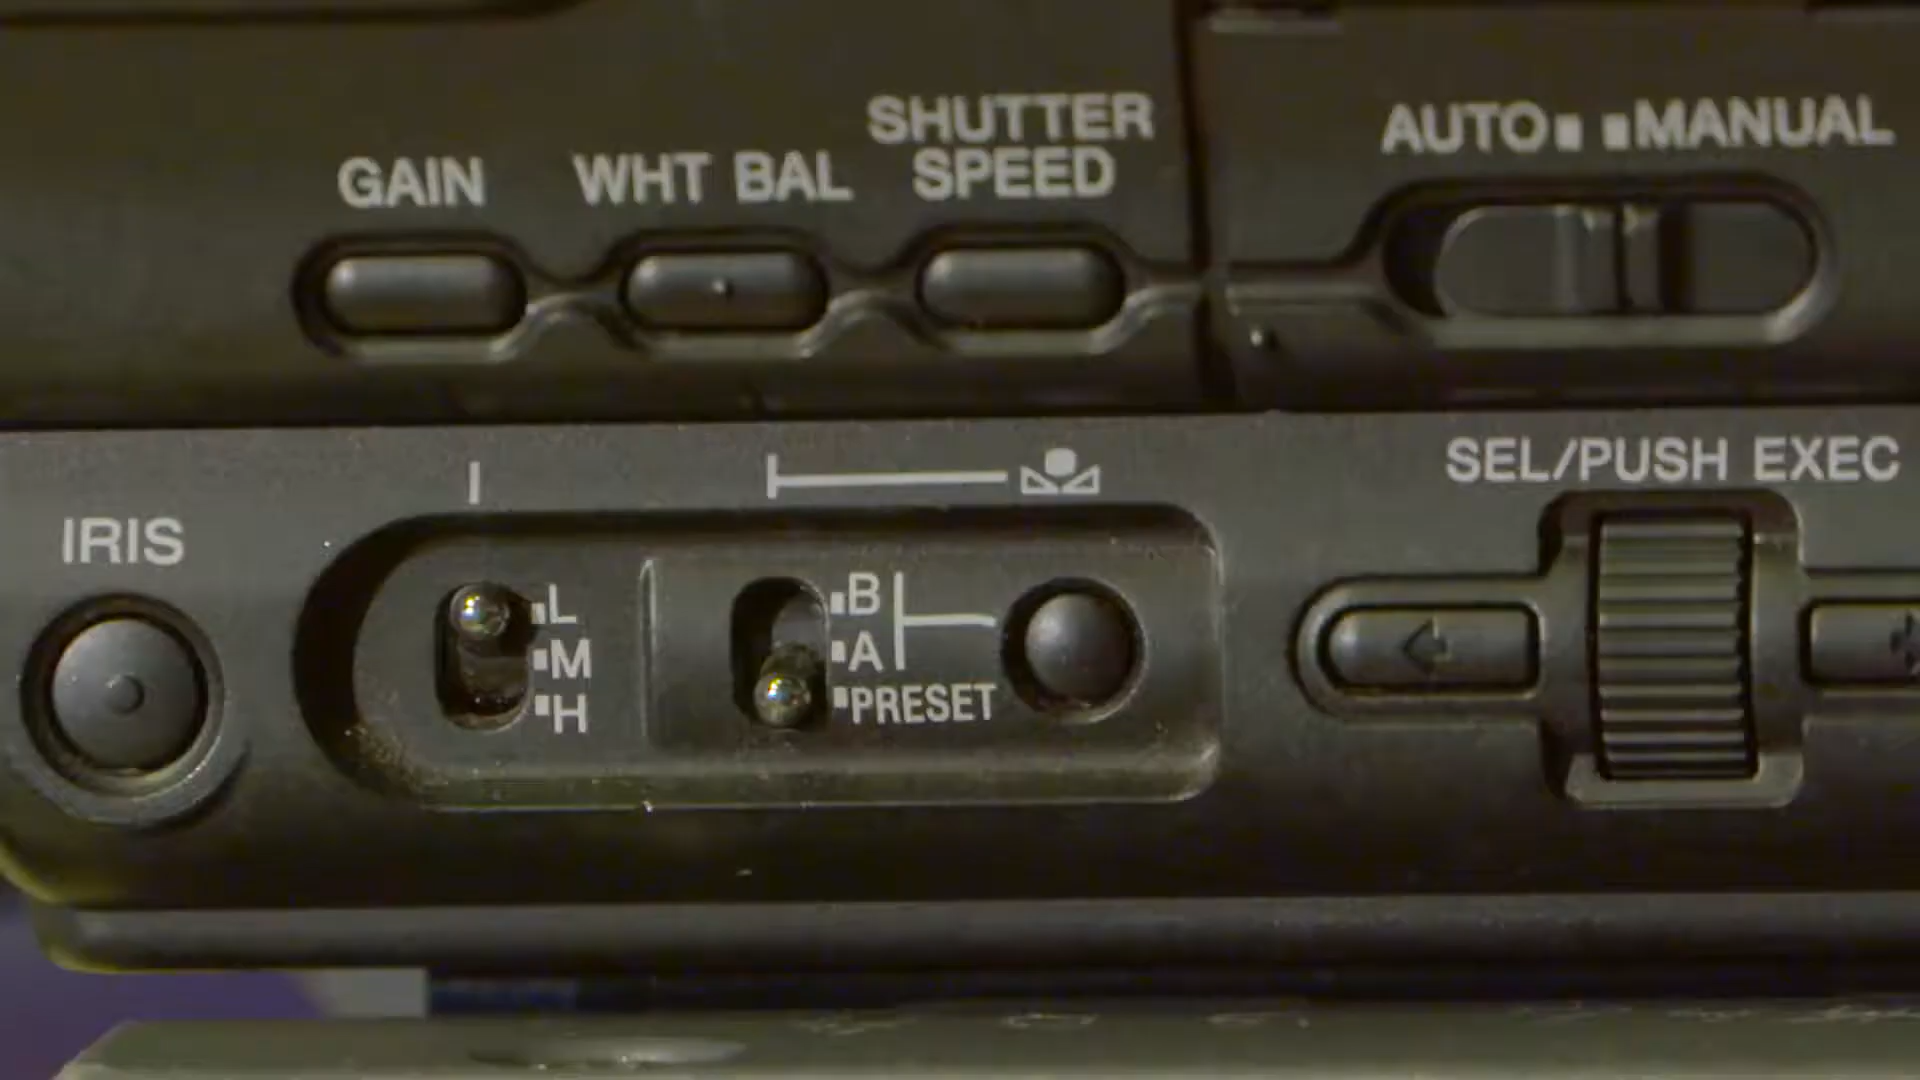 SHUTTER
GAIN WHT BAL SPEED
AUTO MANUAL
SEL/PUSH EXEC
IRIS
L
M
H
B
A
PRESET